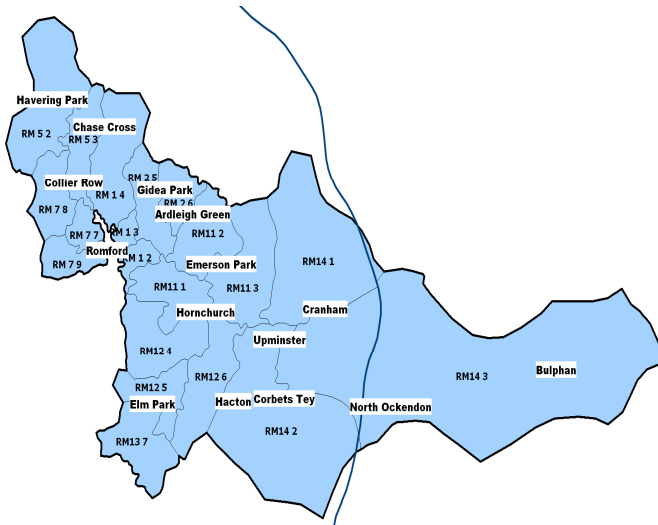 Havering Park
Chase Cross
RM 5 2
RM 5 3
RM 2 5
Collier Row
Gidea Park
RM 1 4
RM 2 6
RM 7 8
Ardleigh Green
RM 7 7
RM 1 3
RM11 2
Romford
RM 1 2
RM 7 9
Emerson Park
RM14 1
RM11 1
RM11 3
Hornchurch
Cranham
Upminster
RM12 4
RM14 3
Bulphan
RM12 5
RM12 6
Elm Park
Hacton
Corbets Tey
North Ockendon
RM14 2
RM13 7